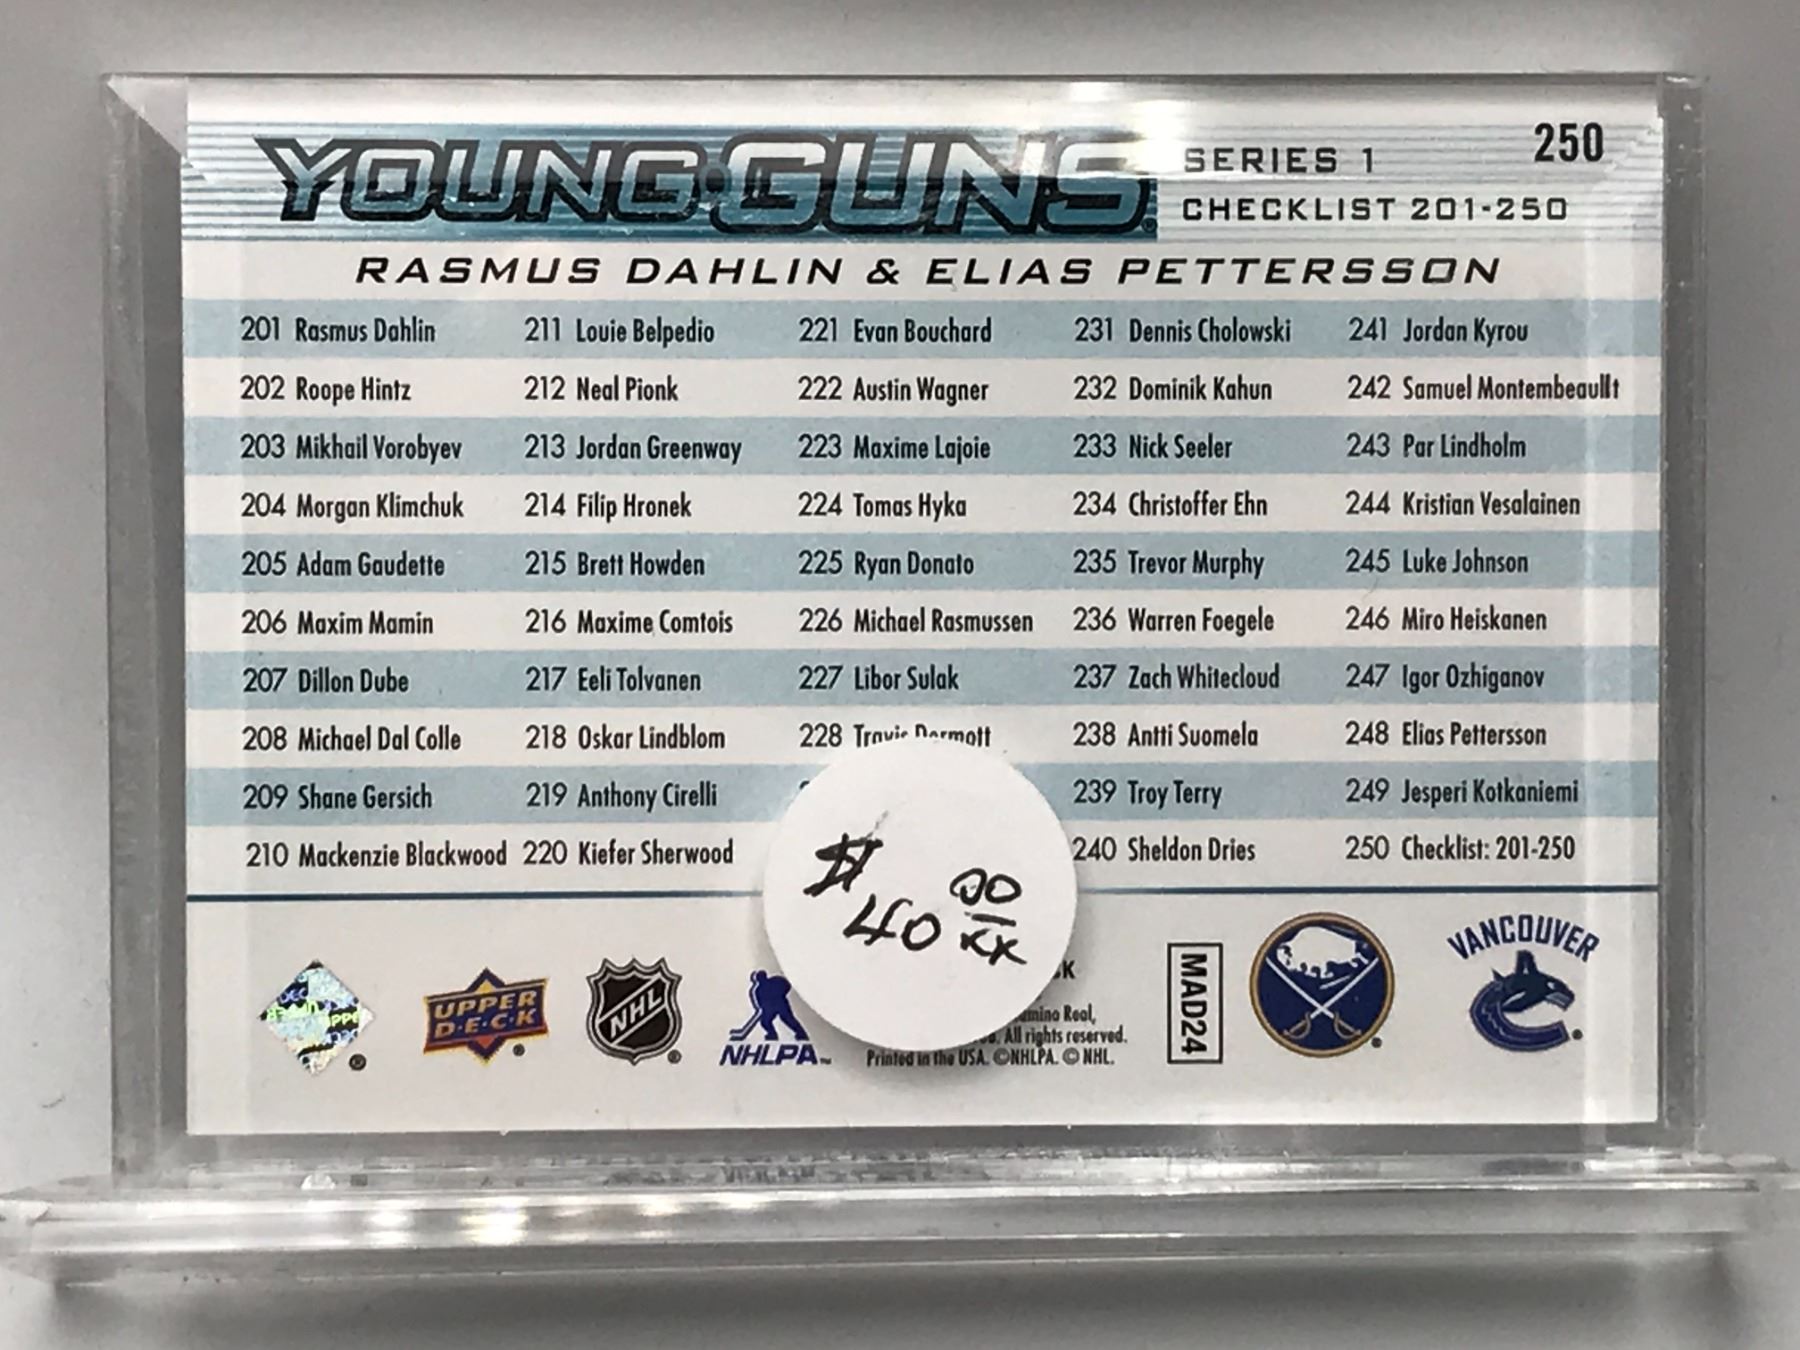 YOUNG GUNS SERIES 1 250
CHECKLIST 201-250
RASMUS DAHLIN & ELIAS PETTERSSON
201 Rasmus Dahlin 211 Louie Belpedio 221 Evan Bouchard 231 Dennis Cholowski 241 Jordan Kyrou
202 Roope Hintz 212 Neal Pionk 222 Austin Wagner 232 Dominik Kahun 242 Samuel Montembeault
203 Mikhail Vorobyev 213 Jordan Greenway 223 Maxime Lajoie 233 Nick Seeler 243 Par Lindholm
204 Morgan Klimchuk 214 Filip Hronek 224 Tomas Hyka 234 Christoffer Ehn 244 Kristian Vesalainen
205 Adam Gaudette 215 Brett Howden 225 Ryan Donato 235 Trevor Murphy 245 Luke Johnson
206 Maxim Mamin 216 Maxime Comtois 226 Michael Rasmussen 236 Warren Foegele 246 Miro Heiskanen
207 Dillon Dube 217 Eeli Tolvanen 227 Libor Sulak 237 Zach Whitecloud 247 Igor Ozhiganov
208 Michael Dal Colle 218 Oskar Lindblom 228 Travis Dermott 238 Antti Suomela 248 Elias Pettersson
209 Shane Gersich 219 Anthony Cirelli 239 Troy Terry 249 Jesperi Kotkaniemi
210 Mackenzie Blackwood 220 Kiefer Sherwood 240 Sheldon Dries 250 Checklist: 201-250
$40 00/xx
UPPER DECK
NHL
NHLPA
Real,
All rights reserved.
Printed in the USA. ©NHLPA. © NHL.
MAD24
VANCOUVER